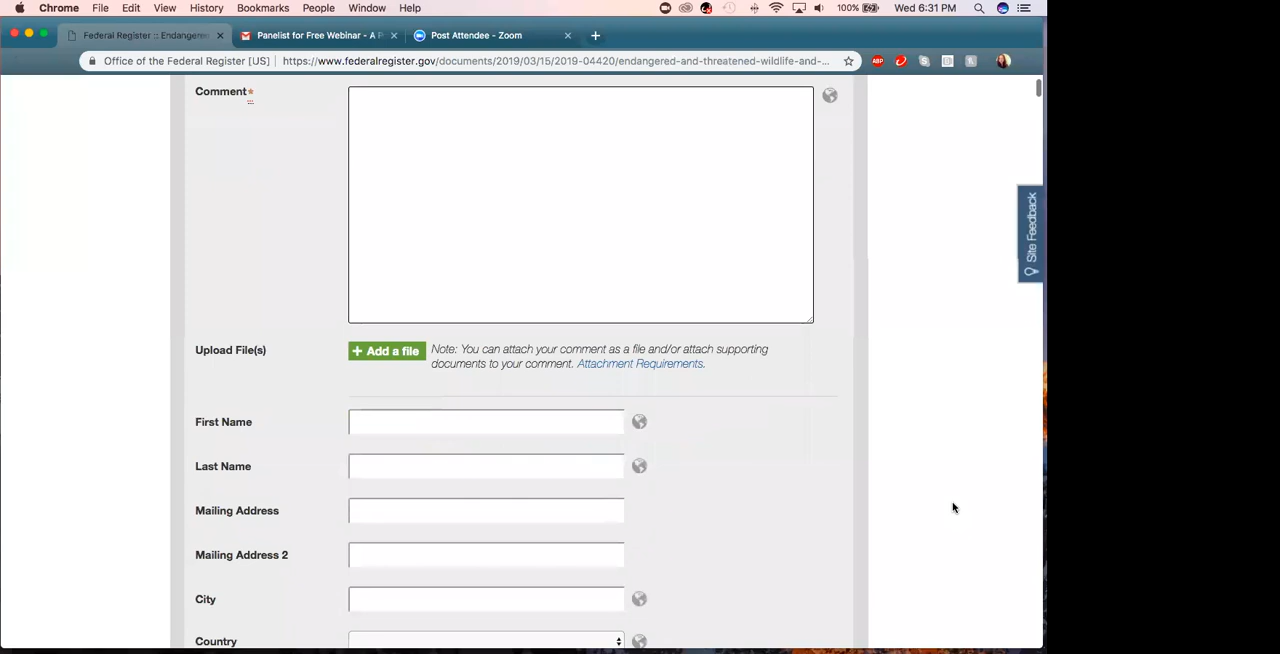 Chrome File Edit View History Bookmarks People Window Help 100% Wed 6:31 PM
Federal Register :: Endangered Panelist for Free Webinar - A P Post Attendee - Zoom
Office of the Federal Register [US] https://www.federalregister.gov/documents/2019/03/15/2019-04420/endangered-and-threatened-wildlife-and-...
ABP
Comment*
Site Feedback
Upload File(s)
+ Add a file
Note: You can attach your comment as a file and/or attach supporting
documents to your comment. Attachment Requirements.
First Name
Last Name
Mailing Address
Mailing Address 2
City
Country